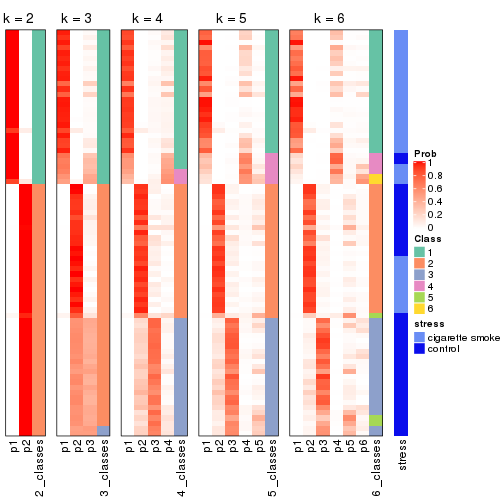 k = 2 k = 3 k = 4 k = 5 k = 6
Prob
1
0.8
0.6
0.4
0.2
0
Class
1
2
3
4
5
6
stress
cigarette smoke
control
p1 p2 2_classes p1 p2 p3 3_classes p1 p2 p3 p4 4_classes p1 p2 p3 p4 p5 5_classes p1 p2 p3 p4 p5 p6 6_classes stress